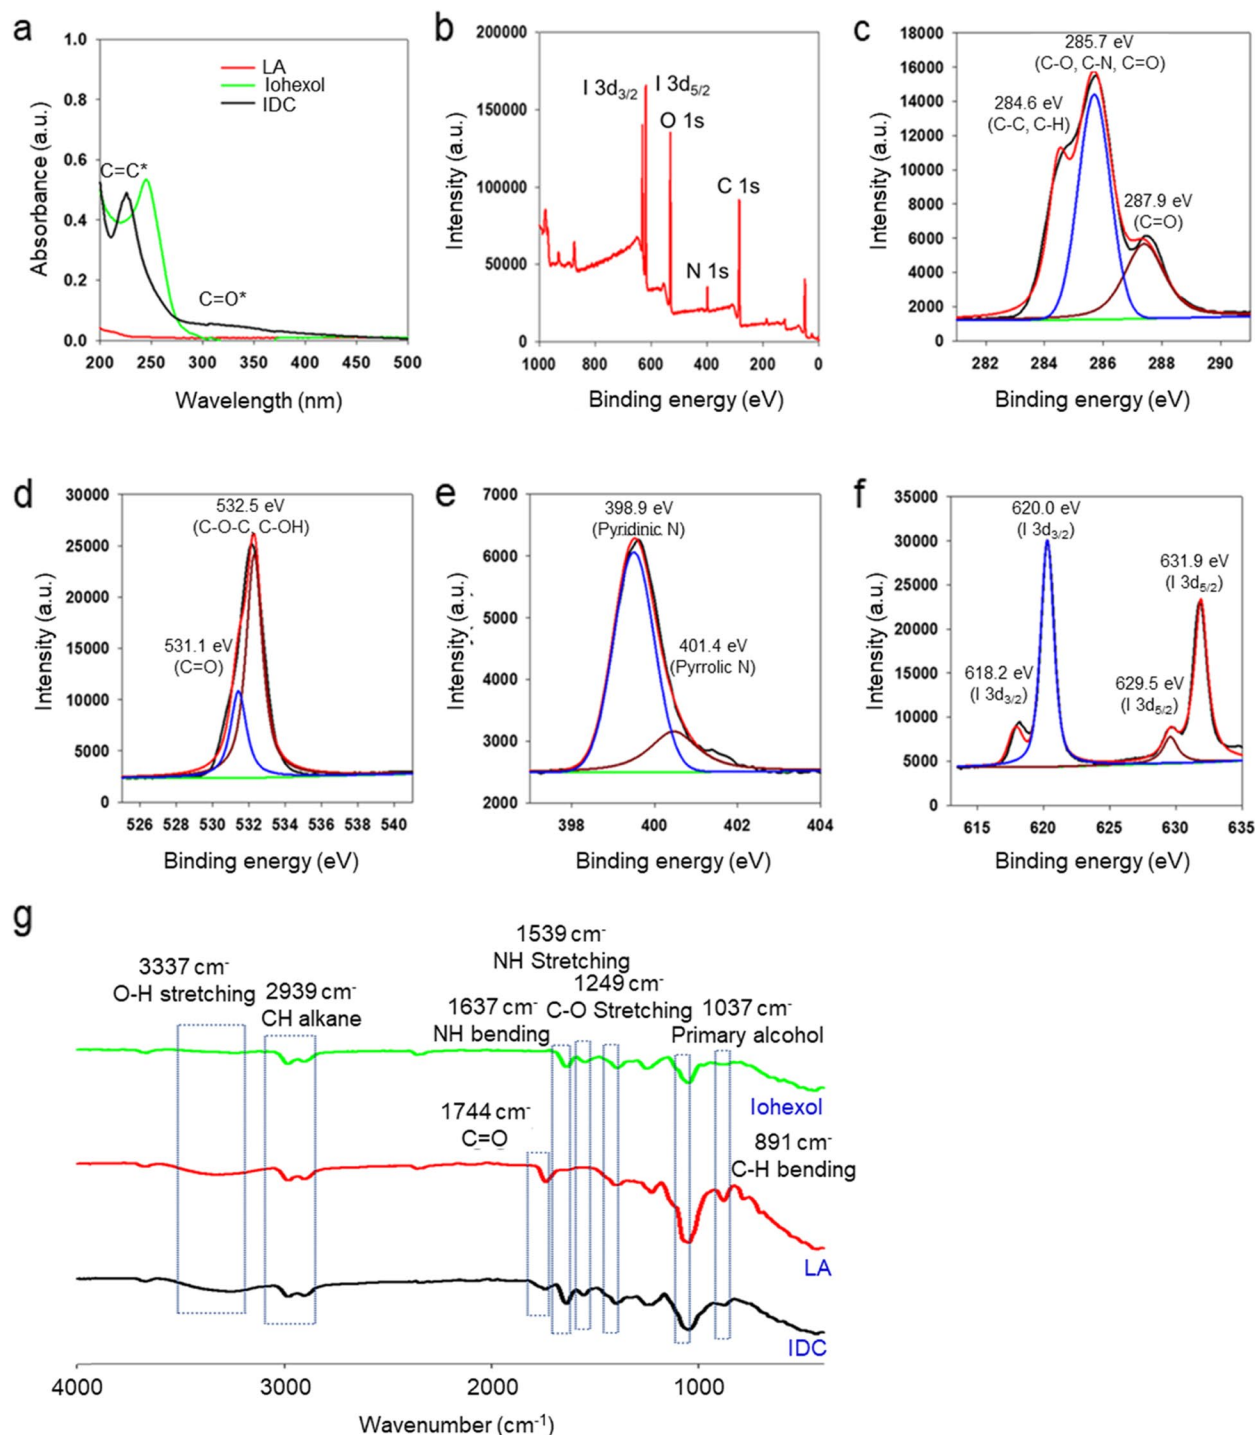 a
1.0
0.8
0.6
0.4
0.2
0.0
Absorbance (a.u.)
LA
Iohexol
IDC
C=C*
C=O*
200 250 300 350 400 450 500
Wavelength (nm)
b
200000
150000
100000
50000
0
Intensity (a.u.)
I 3d3/2
I 3d5/2
O 1s
C 1s
N 1s
1000 800 600 400 200 0
Binding energy (eV)
c
18000
16000
14000
12000
10000
8000
6000
4000
2000
0
Intensity (a.u.)
285.7 eV
(C-O, C-N, C=O)
284.6 eV
(C-C, C-H)
287.9 eV
(C=O)
282 284 286 288 290
Binding energy (eV)
d
30000
25000
20000
15000
10000
5000
0
Intensity (a.u.)
532.5 eV
(C-O-C, C-OH)
531.1 eV
(C=O)
526 528 530 532 534 536 538 540
Binding energy (eV)
e
7000
6000
5000
4000
3000
2000
Intensity (a.u.)
398.9 eV
(Pyridinic N)
401.4 eV
(Pyrrolic N)
398 400 402 404
Binding energy (eV)
f
35000
30000
25000
20000
15000
10000
5000
0
Intensity (a.u.)
620.0 eV
(I 3d3/2)
631.9 eV
(I 3d5/2)
618.2 eV
(I 3d3/2)
629.5 eV
(I 3d5/2)
615 620 625 630 635
Binding energy (eV)
g
3337 cm-
O-H stretching
2939 cm-
CH alkane
1539 cm-
NH Stretching
1637 cm-
NH bending
1249 cm-
C-O Stretching
1037 cm-
Primary alcohol
Iohexol
1744 cm-
C=O
891 cm-
C-H bending
LA
IDC
4000 3000 2000 1000
Wavenumber (cm-1)